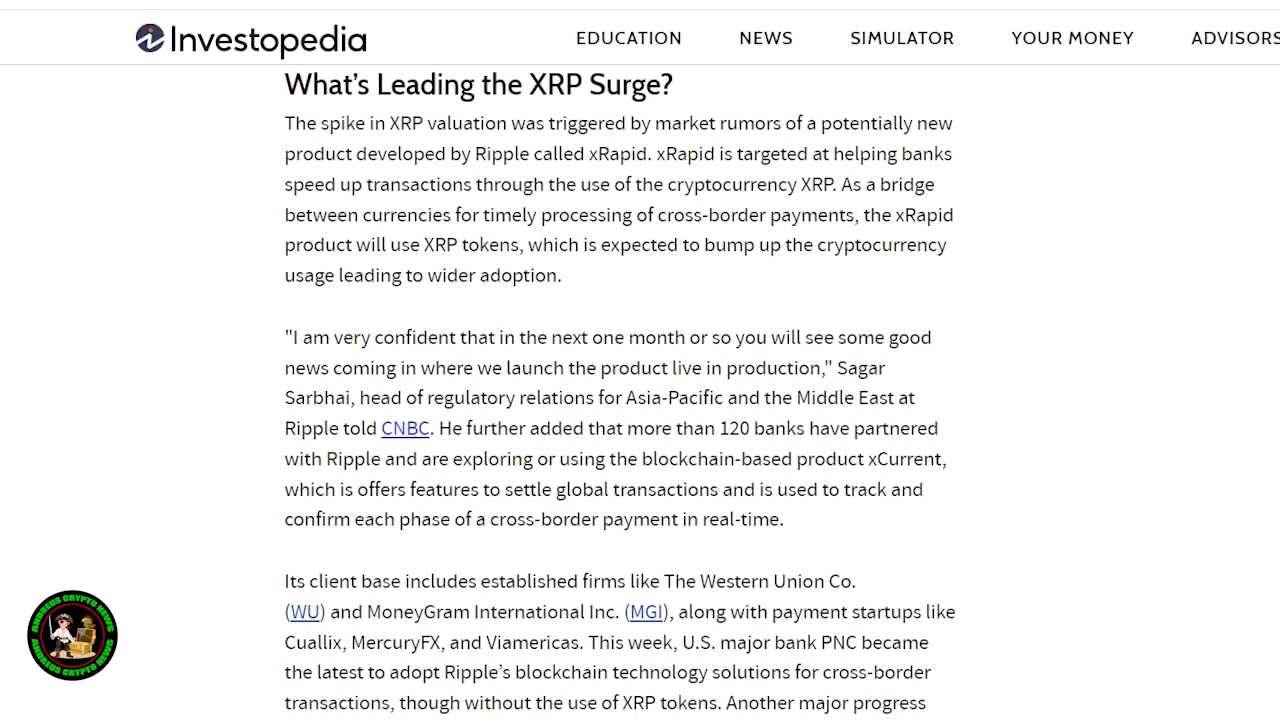 Investopedia
EDUCATION NEWS SIMULATOR YOUR MONEY ADVISORS
What's Leading the XRP Surge?
The spike in XRP valuation was triggered by market rumors of a potentially new
product developed by Ripple called xRapid. xRapid is targeted at helping banks
speed up transactions through the use of the cryptocurrency XRP. As a bridge
between currencies for timely processing of cross-border payments, the xRapid
product will use XRP tokens, which is expected to bump up the cryptocurrency
usage leading to wider adoption.
"I am very confident that in the next one month or so you will see some good
news coming in where we launch the product live in production," Sagar
Sarbhai, head of regulatory relations for Asia-Pacific and the Middle East at
Ripple told CNBC. He further added that more than 120 banks have partnered
with Ripple and are exploring or using the blockchain-based product xCurrent,
which is offers features to settle global transactions and is used to track and
confirm each phase of a cross-border payment in real-time.
Its client base includes established firms like The Western Union Co.
(WU) and MoneyGram International Inc. (MGI), along with payment startups like
Cuallix, MercuryFX, and Viamericas. This week, U.S. major bank PNC became
the latest to adopt Ripple's blockchain technology solutions for cross-border
transactions, though without the use of XRP tokens. Another major progress
ANDREUS CRYPTO NEWS
ANDREUS CRYPTO NEWS